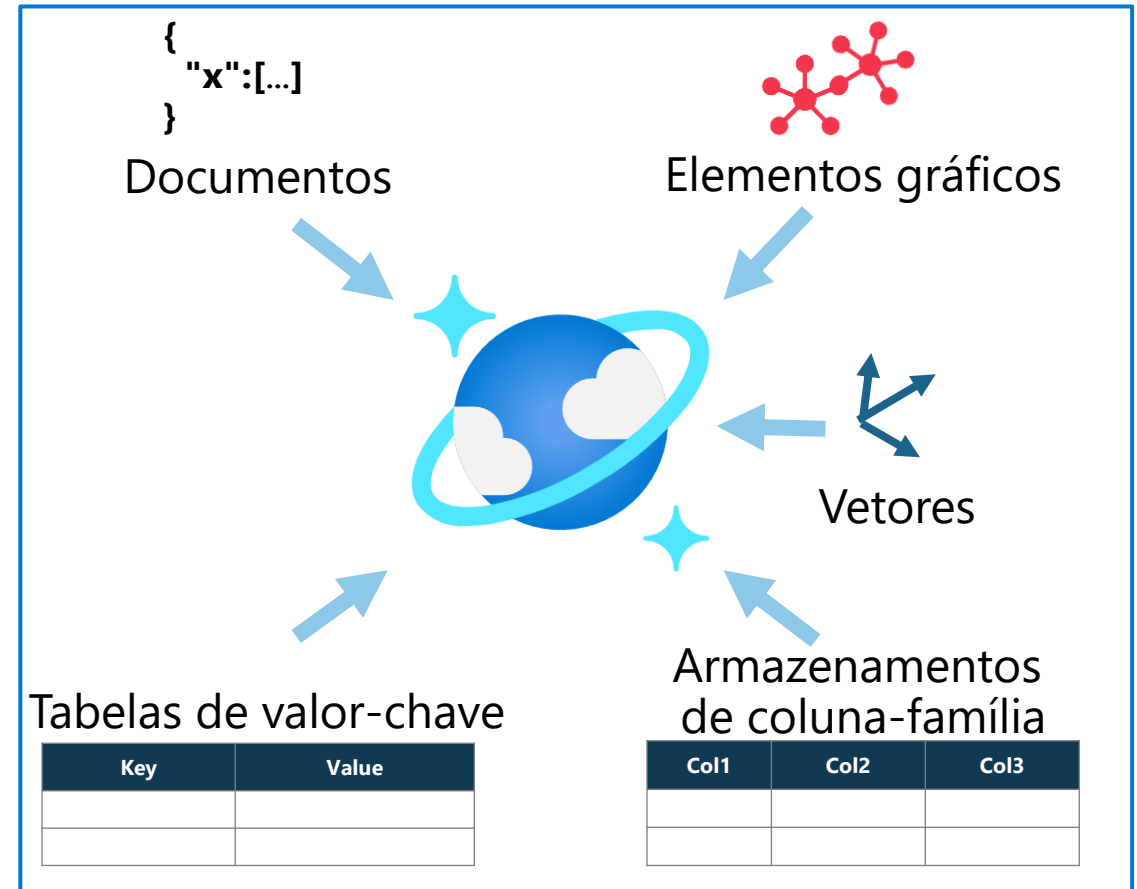 {
"x":[...]
}
Documentos
Elementos gráficos
Vetores
Tabelas de valor-chave
Key Value
Armazenamentos
de coluna-família
Col1 Col2 Col3